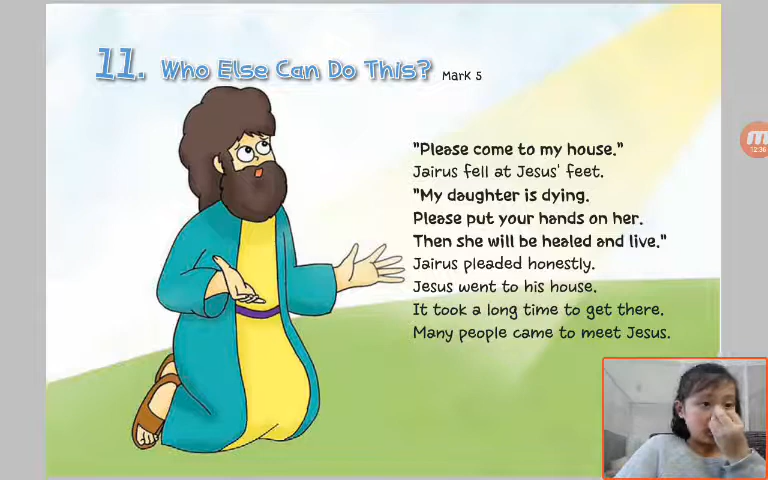 11. Who Else Can Do This? Mark 5
"Please come to my house."
Jairus fell at Jesus' feet.
"My daughter is dying.
Please put your hands on her.
Then she will be healed and live."
Jairus pleaded honestly.
Jesus went to his house.
It took a long time to get there.
Many people came to meet Jesus.
M
12:36